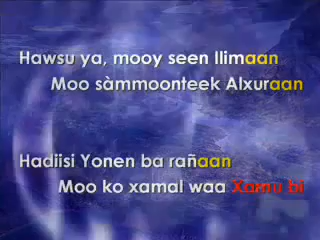 Hawsu ya, mooy seen Ilimaan
Moo sàmmoonteek Alxuraan
Hadiisi Yonen ba rañaan
Moo ko xamal waa Xamu bi